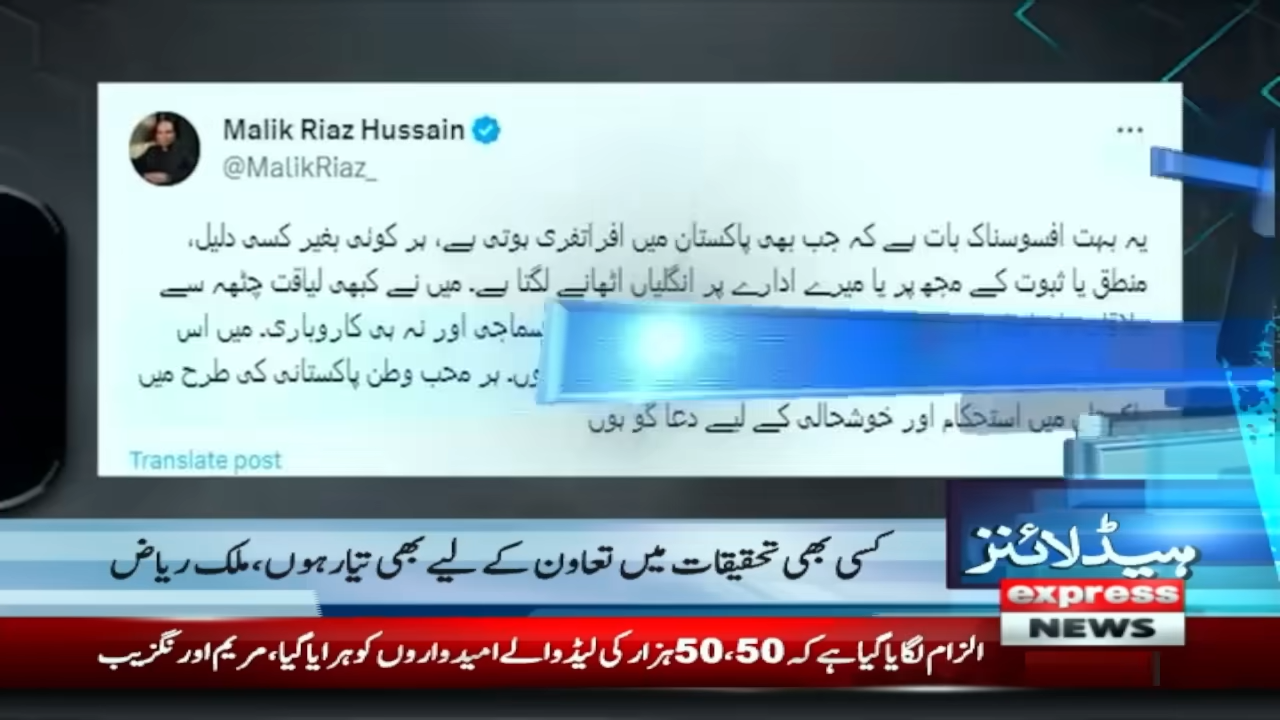 Malik Riaz Hussain
@MalikRiaz_
یہ بہت افسوسناک بات ہے کہ جب بھی پاکستان میں افراتفری ہوتی ہے، ہر کوئی بغیر کسی دلیل،
منطق یا ثبوت کے مجھ پر یا میرے ادارے پر انگلیاں اٹھانے لگتا ہے۔ میں نے کبھی لیاقت چٹھہ سے
سماجی اور نہ ہی کاروباری۔ میں اس
ہر محب وطن پاکستانی کی طرح میں
میں استحکام اور خوشحالی کے لیے دعا گو ہوں
Translate post
ہیڈلائنز
کسی بھی تحقیقات میں تعاون کے لیے بھی تیار ہوں، ملک ریاض
express
NEWS
الزام لگایا گیا ہے کہ 50،50 ہزار کی لیڈ والے امیدواروں کو ہرایا گیا، مریم اورنگزیب